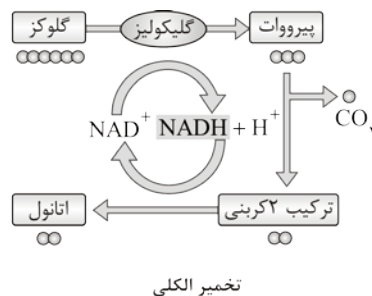 گلوکز گلیکولیز پیرووات
NAD⁺ NADH + H⁺
CO₂
اتانول ترکیب ۲کربنی
تخمیر الکلی